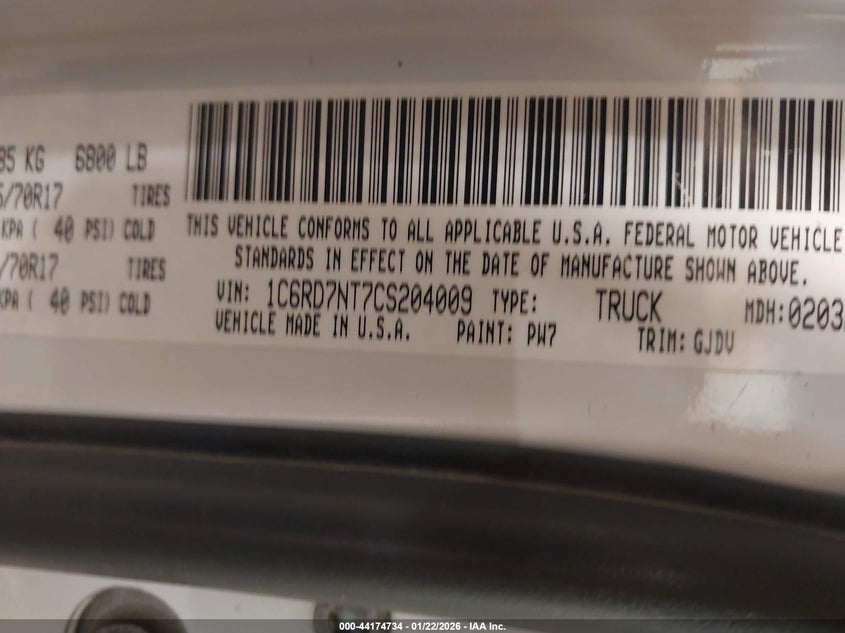 85 KG 6800 LB
/70R17 TIRES
KPA ( 40 PSI) COLD
/70R17 TIRES
KPA ( 40 PSI) COLD
THIS VEHICLE CONFORMS TO ALL APPLICABLE U.S.A. FEDERAL MOTOR VEHICLE
STANDARDS IN EFFECT ON THE DATE OF MANUFACTURE SHOWN ABOVE.
VIN: 1C6RD7NT7CS204009 TYPE: TRUCK MDH:0203
VEHICLE MADE IN U.S.A. PAINT: PW7 TRIM: GJDV
000-44174734 - 01/22/2026 - IAA Inc.